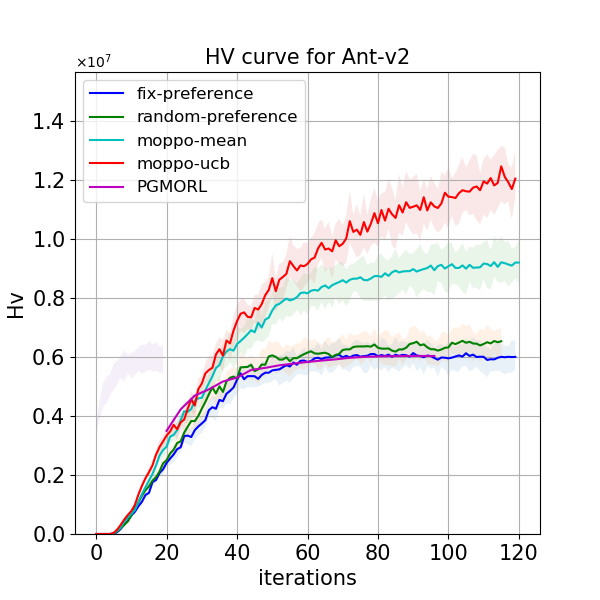 HV curve for Ant-v2
×10⁷
fix-preference
random-preference
moppo-mean
moppo-ucb
PGMORL
1.4
1.2
1.0
0.8
0.6
0.4
0.2
0.0
Hv
0 20 40 60 80 100 120
iterations